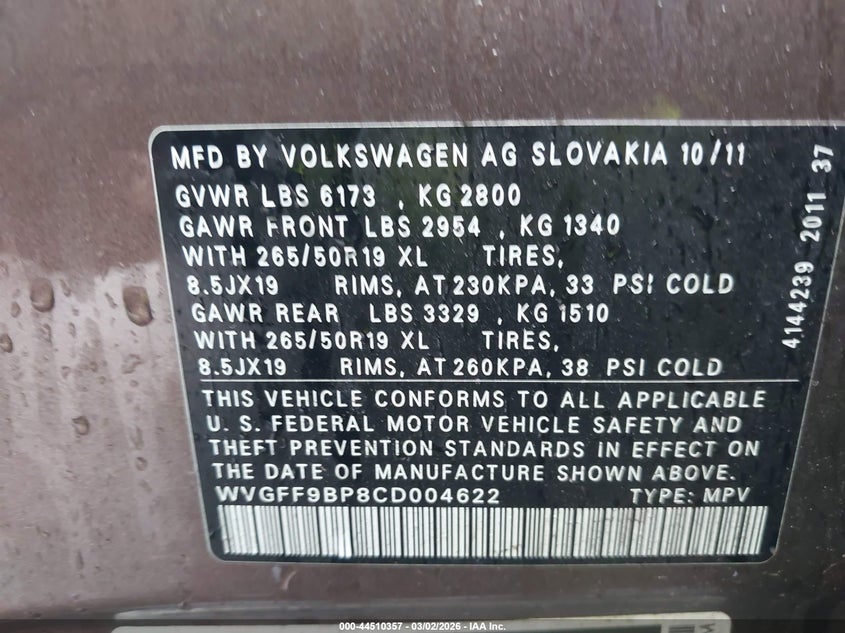 MFD BY VOLKSWAGEN AG SLOVAKIA 10/11
GVWR LBS 6173 , KG 2800
GAWR FRONT LBS 2954 , KG 1340
WITH 265/50R19 XL TIRES,
8.5JX19 RIMS, AT 230KPA, 33 PSI COLD
GAWR REAR LBS 3329 , KG 1510
WITH 265/50R19 XL TIRES,
8.5JX19 RIMS, AT 260KPA, 38 PSI COLD
THIS VEHICLE CONFORMS TO ALL APPLICABLE
U. S. FEDERAL MOTOR VEHICLE SAFETY AND
THEFT PREVENTION STANDARDS IN EFFECT ON
THE DATE OF MANUFACTURE SHOWN ABOVE.
WVGFF9BP8CD004622 TYPE: MPV
4144239 2011 37
000-44510357 - 03/02/2026 - IAA Inc.